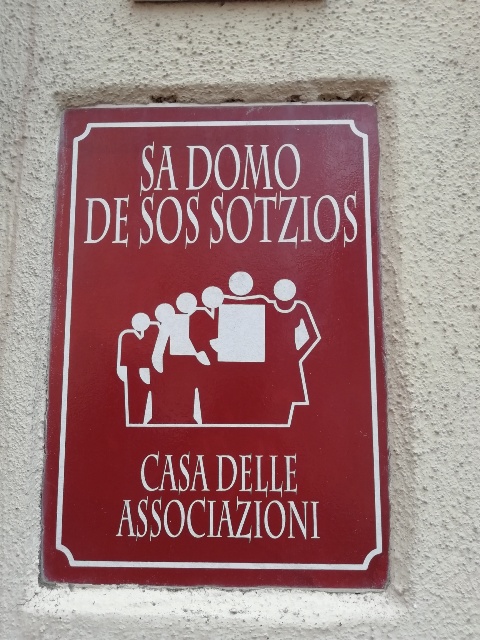 SA DOMO
DE SOS SOTZIOS
CASA DELLE
ASSOCIAZIONI